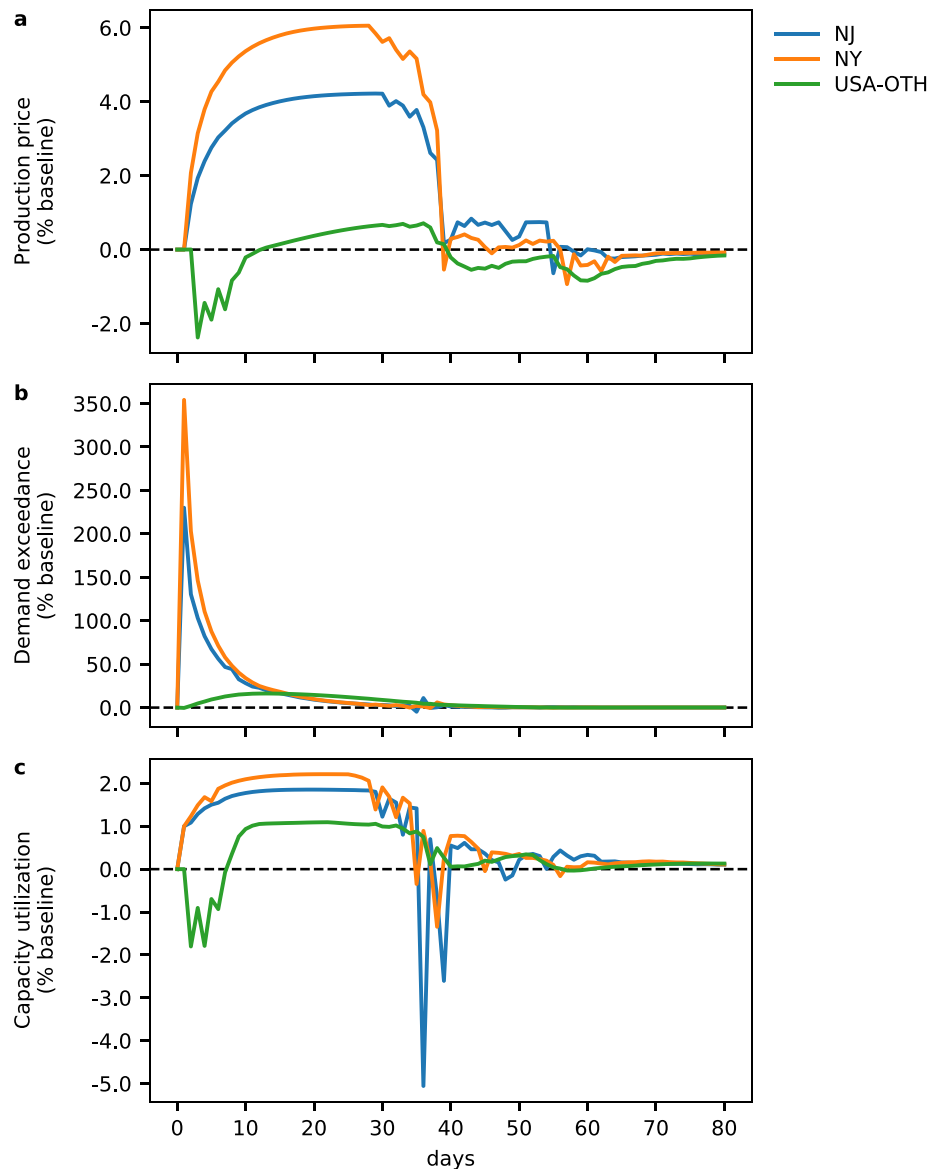 a
Production price
(% baseline)
6.0
4.0
2.0
0.0
-2.0
NJ
NY
USA-OTH
b
Demand exceedance
(% baseline)
350.0
300.0
250.0
200.0
150.0
100.0
50.0
0.0
c
Capacity utilization
(% baseline)
2.0
1.0
0.0
-1.0
-2.0
-3.0
-4.0
-5.0
0 10 20 30 40 50 60 70 80
days